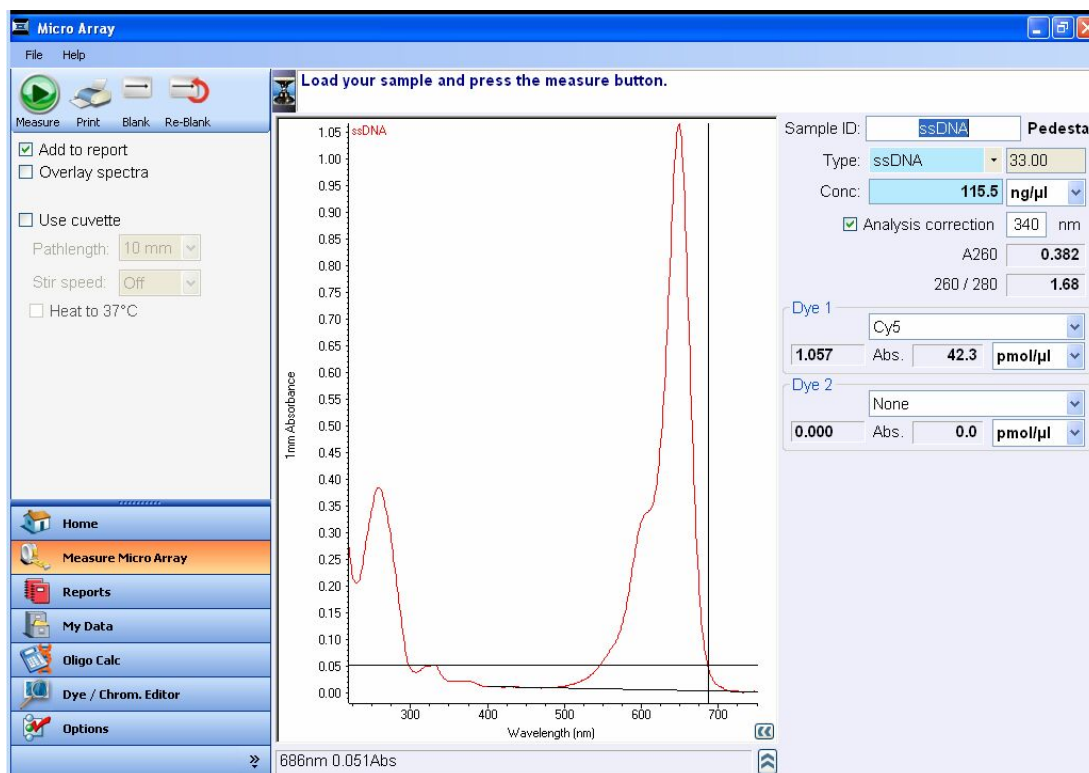 Micro Array
File Help
Measure Print Blank Re-Blank
Add to report
Overlay spectra
Use cuvette
Pathlength: 10 mm
Stir speed: Off
Heat to 37°C
Home
Measure Micro Array
Reports
My Data
Oligo Calc
Dye / Chrom. Editor
Options
Load your sample and press the measure button.
ssDNA
1.05
1.00
0.95
0.90
0.85
0.80
0.75
0.70
0.65
0.60
0.55
0.50
0.45
0.40
0.35
0.30
0.25
0.20
0.15
0.10
0.05
0.00
1mm Absorbance
300 400 500 600 700
Wavelength (nm)
686nm 0.051Abs
Sample ID: ssDNA Pedesta
Type: ssDNA 33.00
Conc: 115.5 ng/µl
Analysis correction 340 nm
A260 0.382
260 / 280 1.68
Dye 1
Cy5
1.057 Abs. 42.3 pmol/µl
Dye 2
None
0.000 Abs. 0.0 pmol/µl